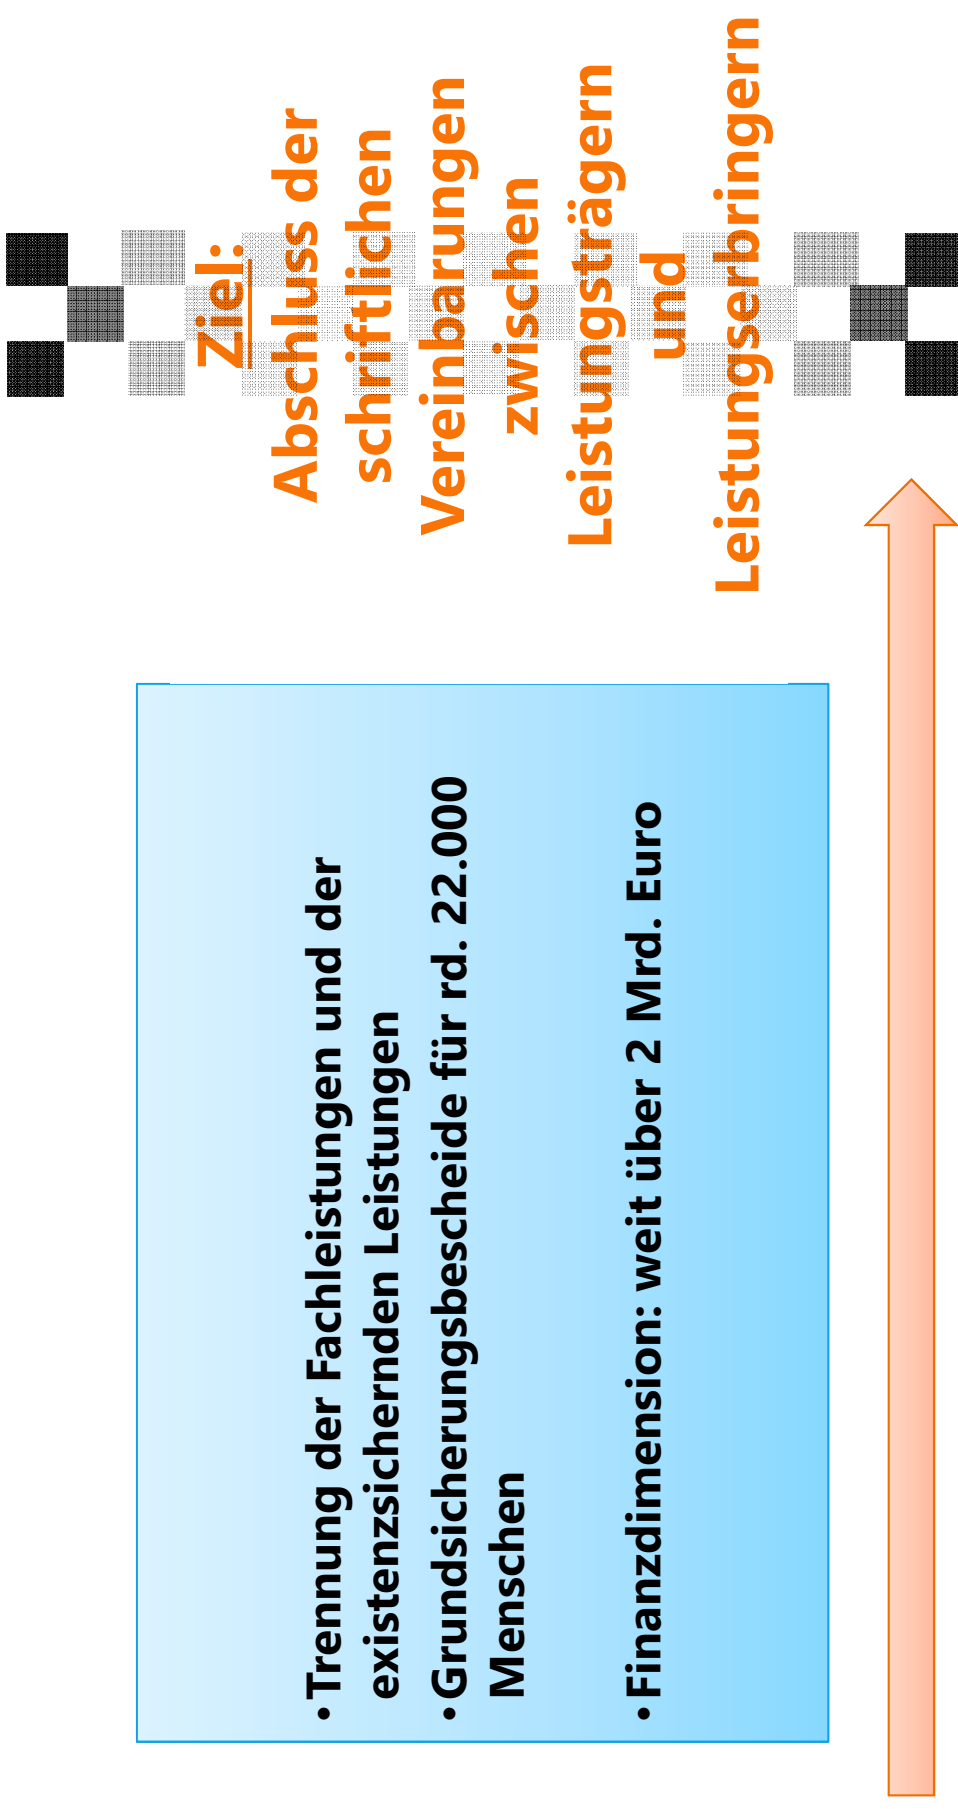 •Trennung der Fachleistungen und der
existenzsichernden Leistungen
•Grundsicherungsbescheide für rd. 22.000
Menschen
•Finanzdimension: weit über 2 Mrd. Euro
Ziel:
Abschluss der
schriftlichen
Vereinbarungen
zwischen
Leistungsträgern
und
Leistungserbringern